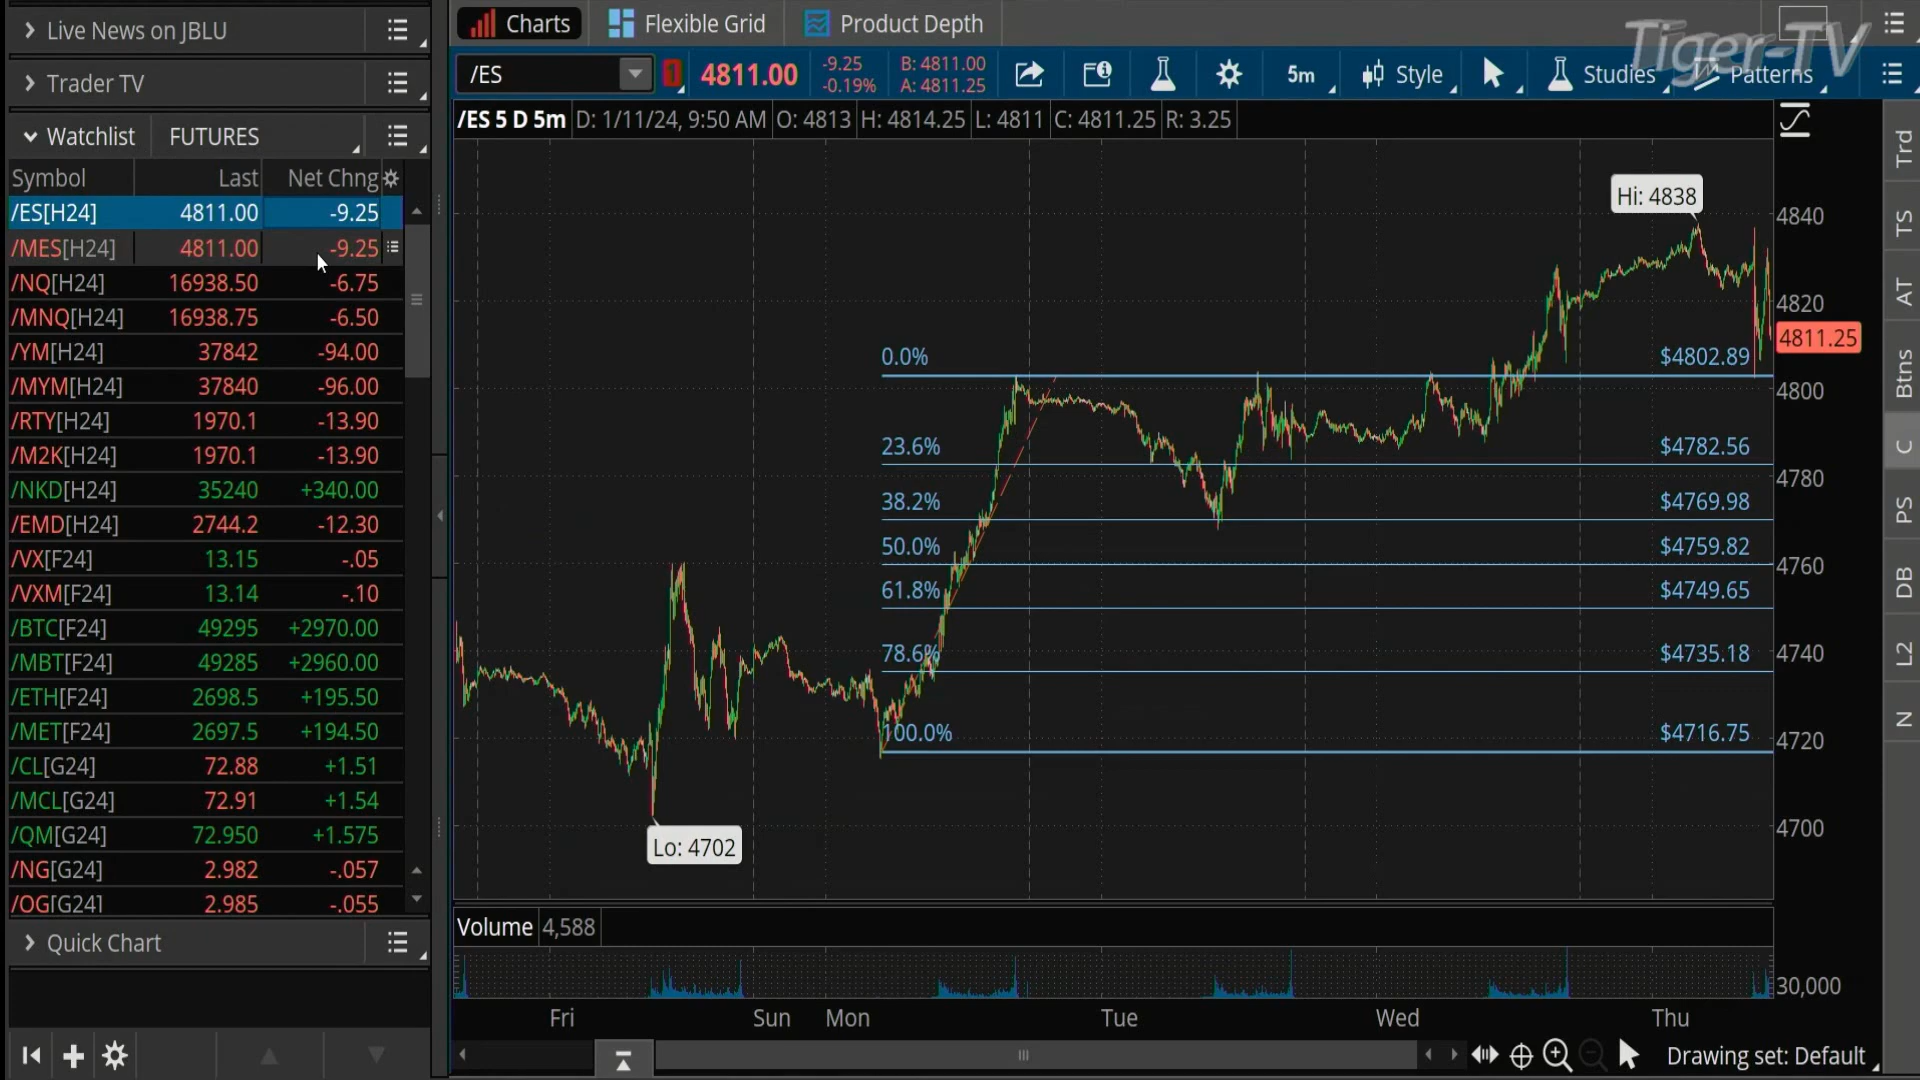 Live News on JBLU
Trader TV
Watchlist FUTURES
Symbol Last Net Chng
/ES[H24] 4811.00 -9.25
/MES[H24] 4811.00 -9.25
/NQ[H24] 16938.50 -6.75
/MNQ[H24] 16938.75 -6.50
/YM[H24] 37842 -94.00
/MYM[H24] 37840 -96.00
/RTY[H24] 1970.1 -13.90
/M2K[H24] 1970.1 -13.90
/NKD[H24] 35240 +340.00
/EMD[H24] 2744.2 -12.30
/VX[F24] 13.15 -.05
/VXM[F24] 13.14 -.10
/BTC[F24] 49295 +2970.00
/MBT[F24] 49285 +2960.00
/ETH[F24] 2698.5 +195.50
/MET[F24] 2697.5 +194.50
/CL[G24] 72.88 +1.51
/MCL[G24] 72.91 +1.54
/QM[G24] 72.950 +1.575
/NG[G24] 2.982 -.057
/QG[G24] 2.985 -.055
Quick Chart
Charts Flexible Grid Product Depth
Tiger-TV
/ES 4811.00 -9.25 B: 4811.00 5m Style Studies Patterns
-0.19% A: 4811.25
/ES 5 D 5m D: 1/11/24, 9:50 AM O: 4813 H: 4814.25 L: 4811 C: 4811.25 R: 3.25
Hi: 4838
4840
4820
4811.25
0.0% $4802.89
4800
23.6% $4782.56
4780
38.2% $4769.98
50.0% $4759.82
4760
61.8% $4749.65
78.6% $4735.18
4740
100.0% $4716.75
4720
Lo: 4702
4700
Volume 4,588
30,000
Fri Sun Mon Tue Wed Thu
Drawing set: Default
Trd
TS
AT
Btns
C
PS
DB
L2
N